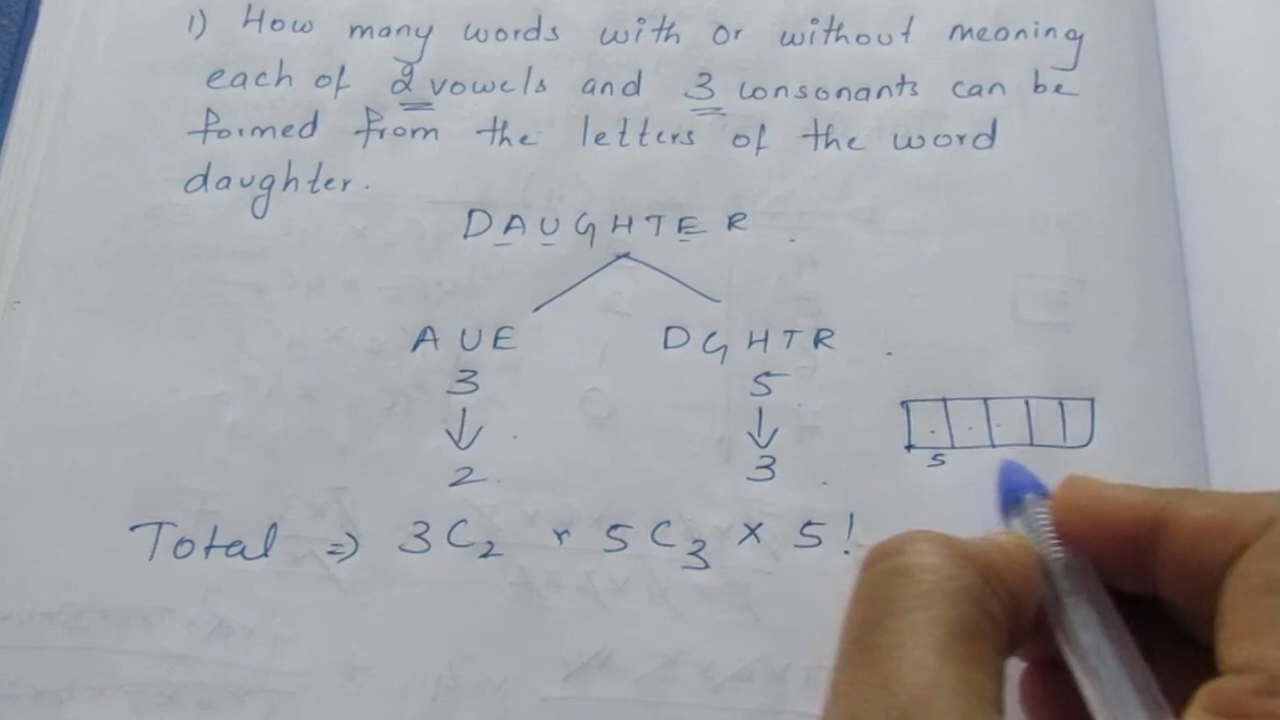 1) How many words with or without meaning
each of 2 vowels and 3 consonants can be
formed from the letters of the word
daughter.
DAUGHTER
AUE DGHTR
3 5
↓ ↓
2 3
5
Total ⇒ 3C₂ × 5C₃ × 5!